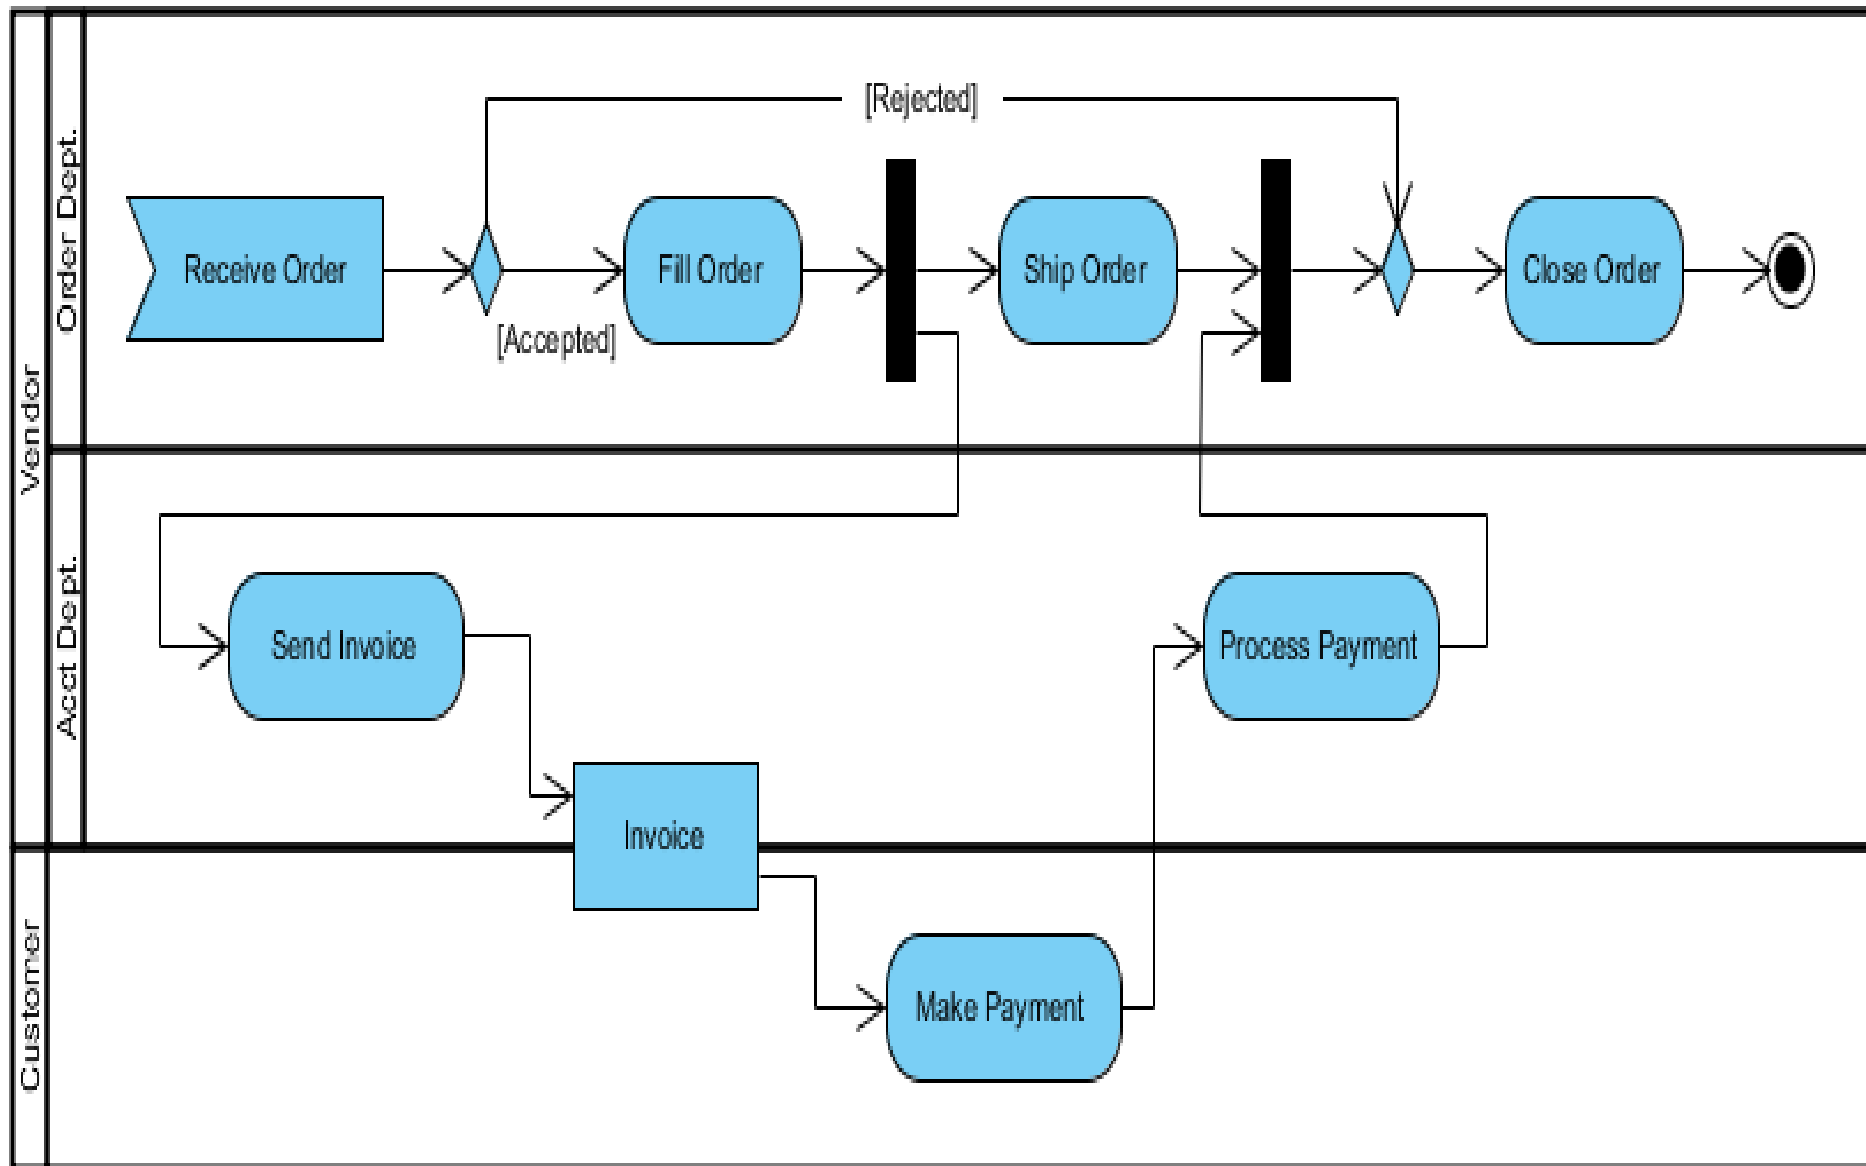 Vendor
Order Dept.
[Rejected]
Receive Order
Fill Order
Ship Order
Close Order
[Accepted]
Acct Dept.
Send Invoice
Process Payment
Invoice
Customer
Make Payment